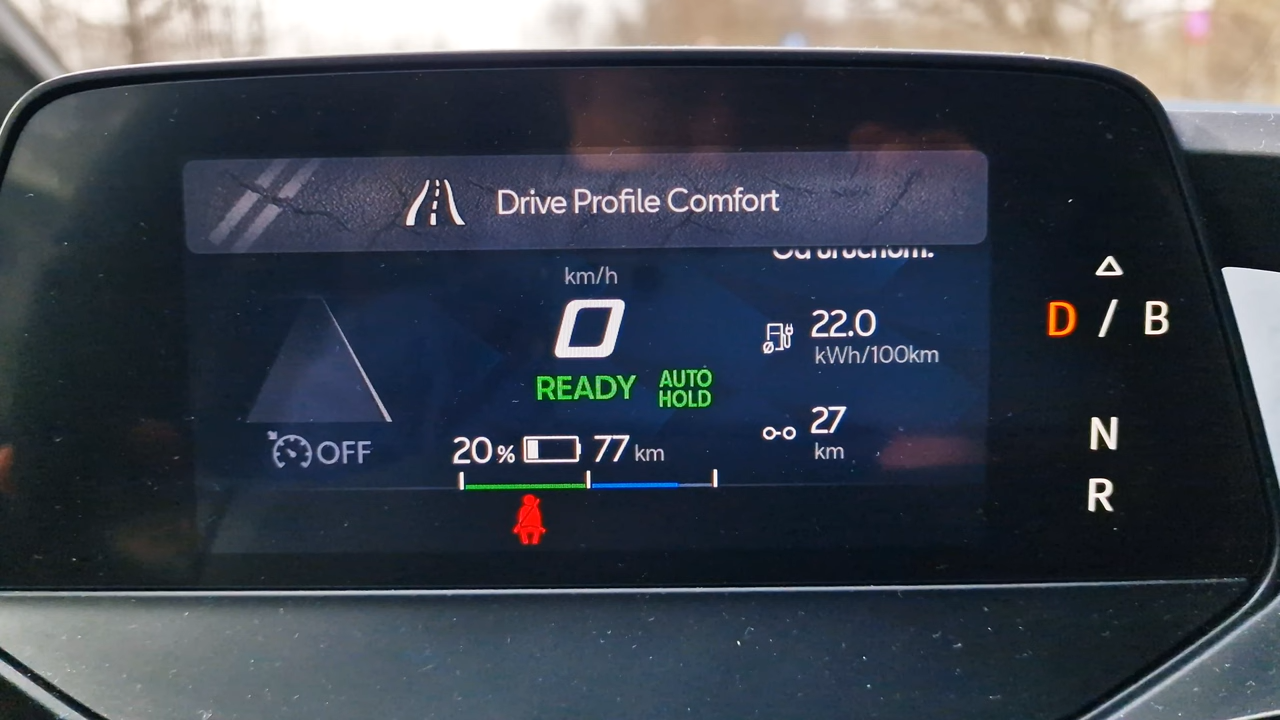 Drive Profile Comfort
Od uruchom.
km/h
0
22.0
kWh/100km
READY
AUTO
HOLD
OFF
20 %
77 km
27
km
D / B
N
R